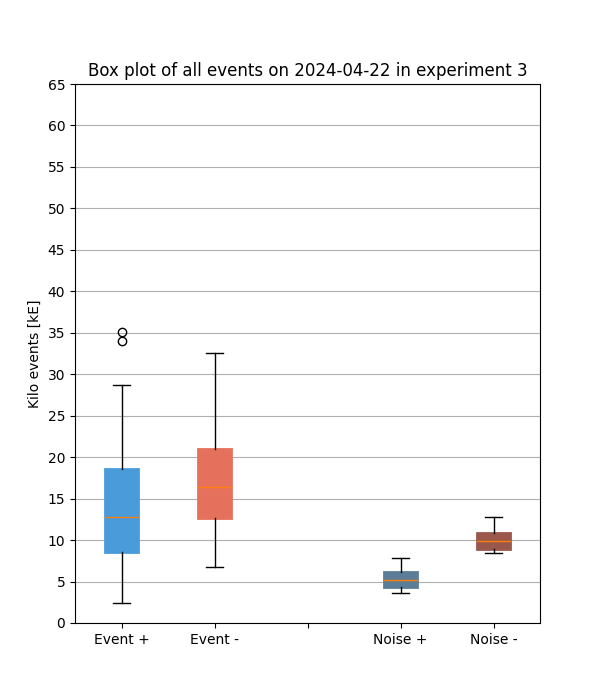 Box plot of all events on 2024-04-22 in experiment 3
Kilo events [kE]
65
60
55
50
45
40
35
30
25
20
15
10
5
0
Event +
Event -
Noise +
Noise -